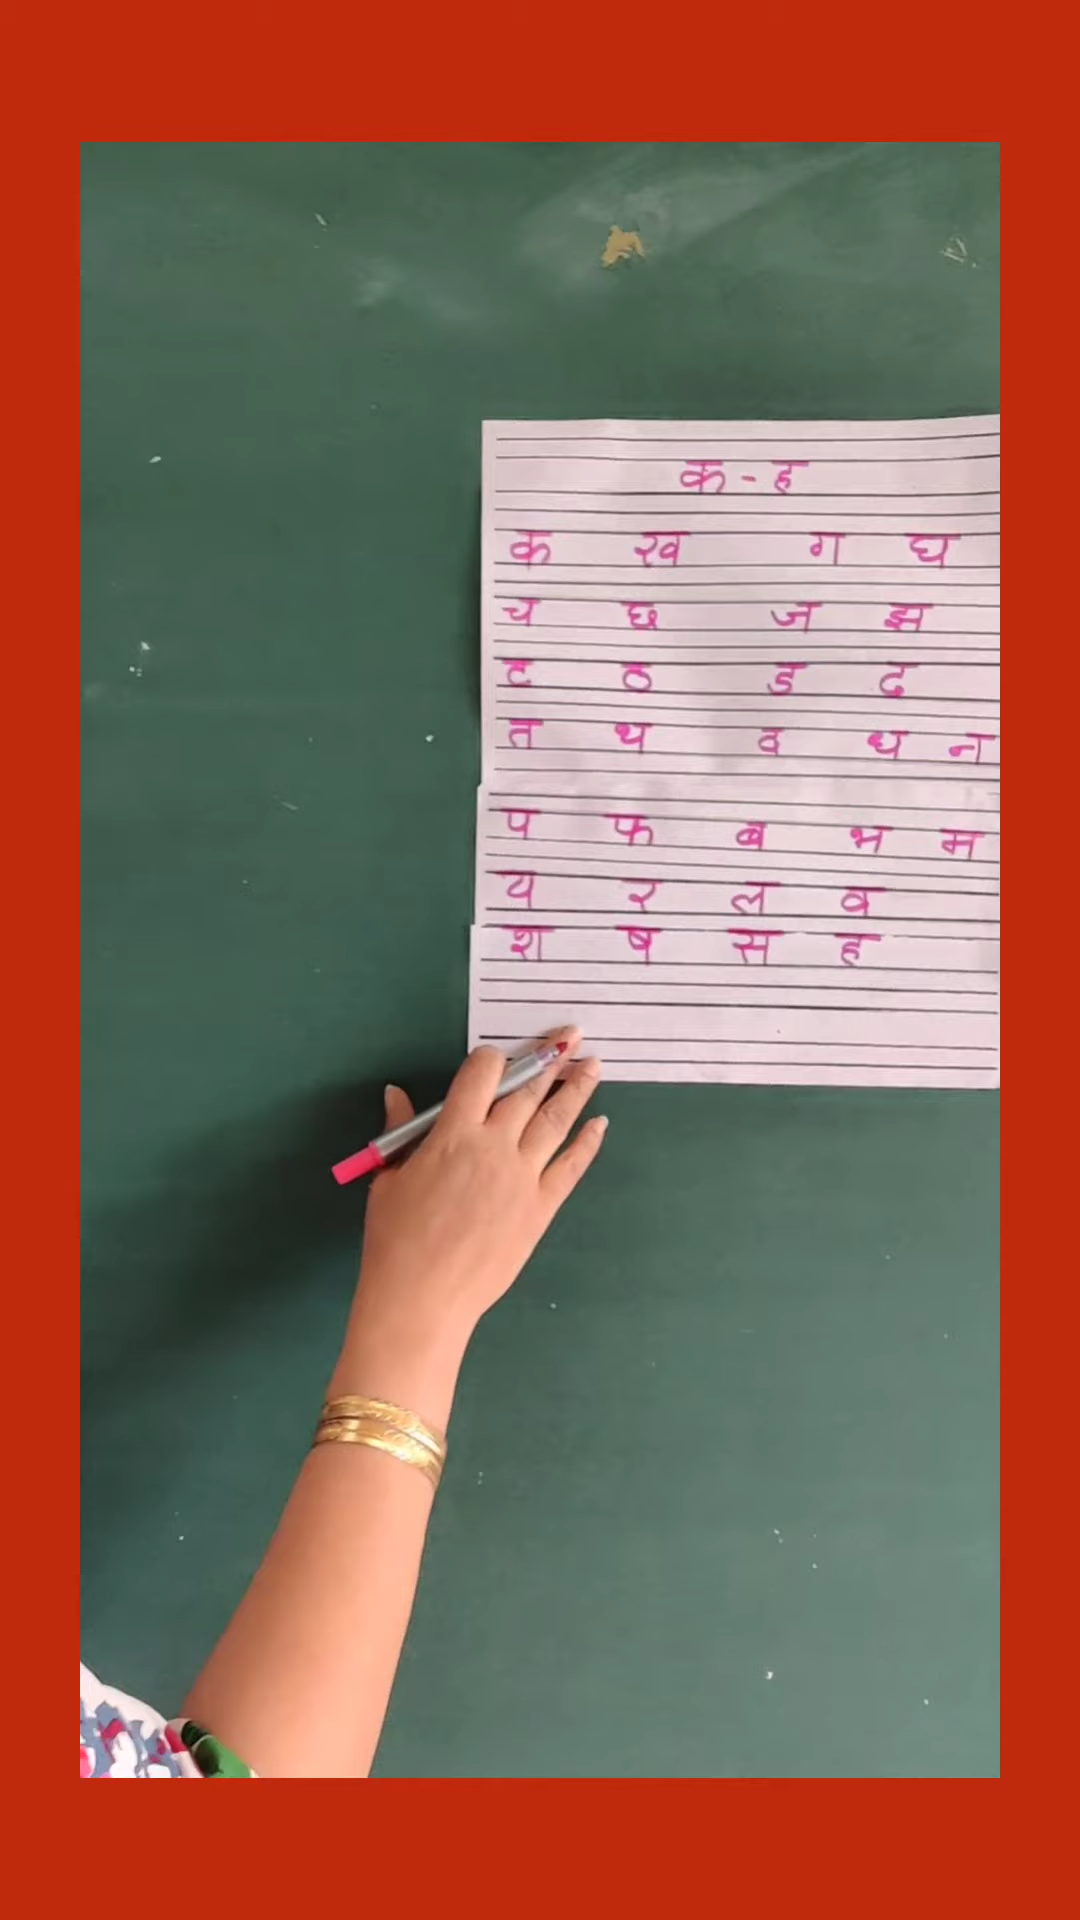 क - ह
क ख ग घ
च छ ज झ
ट ठ ड ढ
त थ द ध न
प फ ब भ म
य र ल व
श ष स ह